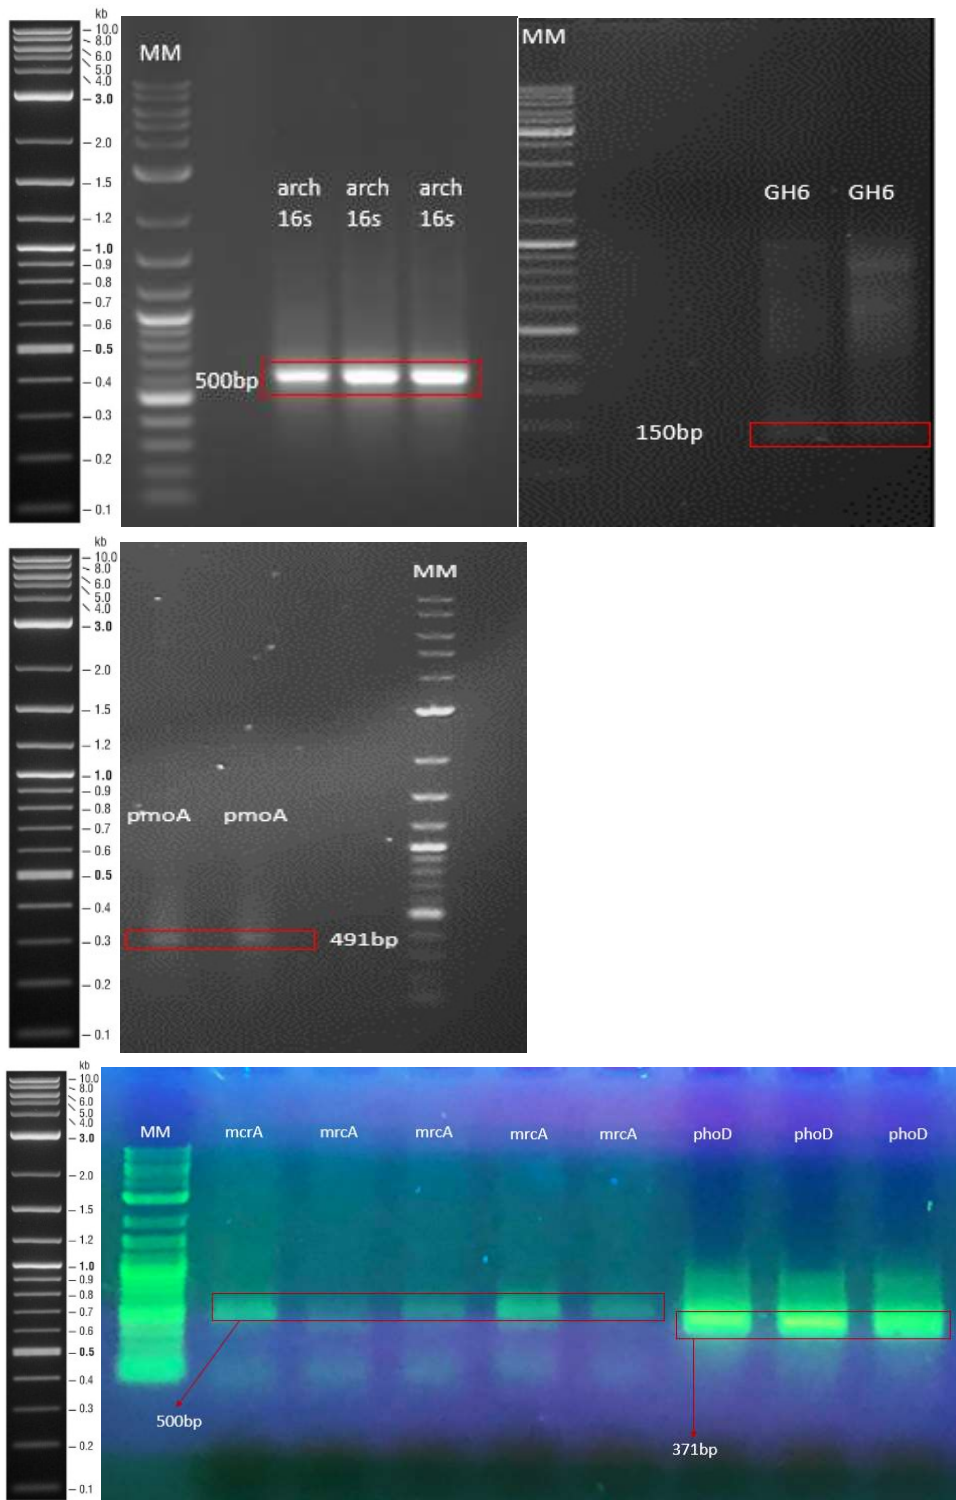 kb
10.0
8.0
6.0
5.0
4.0
3.0
2.0
1.5
1.2
1.0
0.9
0.8
0.7
0.6
0.5
0.4
0.3
0.2
0.1
MM
arch
16s
arch
16s
arch
16s
500bp
MM
GH6
GH6
150bp
kb
10.0
8.0
6.0
5.0
4.0
3.0
2.0
1.5
1.2
1.0
0.9
0.8
0.7
0.6
0.5
0.4
0.3
0.2
0.1
MM
pmoA
pmoA
491bp
kb
10.0
8.0
6.0
5.0
4.0
3.0
2.0
1.5
1.2
1.0
0.9
0.8
0.7
0.6
0.5
0.4
0.3
0.2
0.1
MM
mcrA
mrcA
mrcA
mrcA
mrcA
phoD
phoD
phoD
500bp
371bp